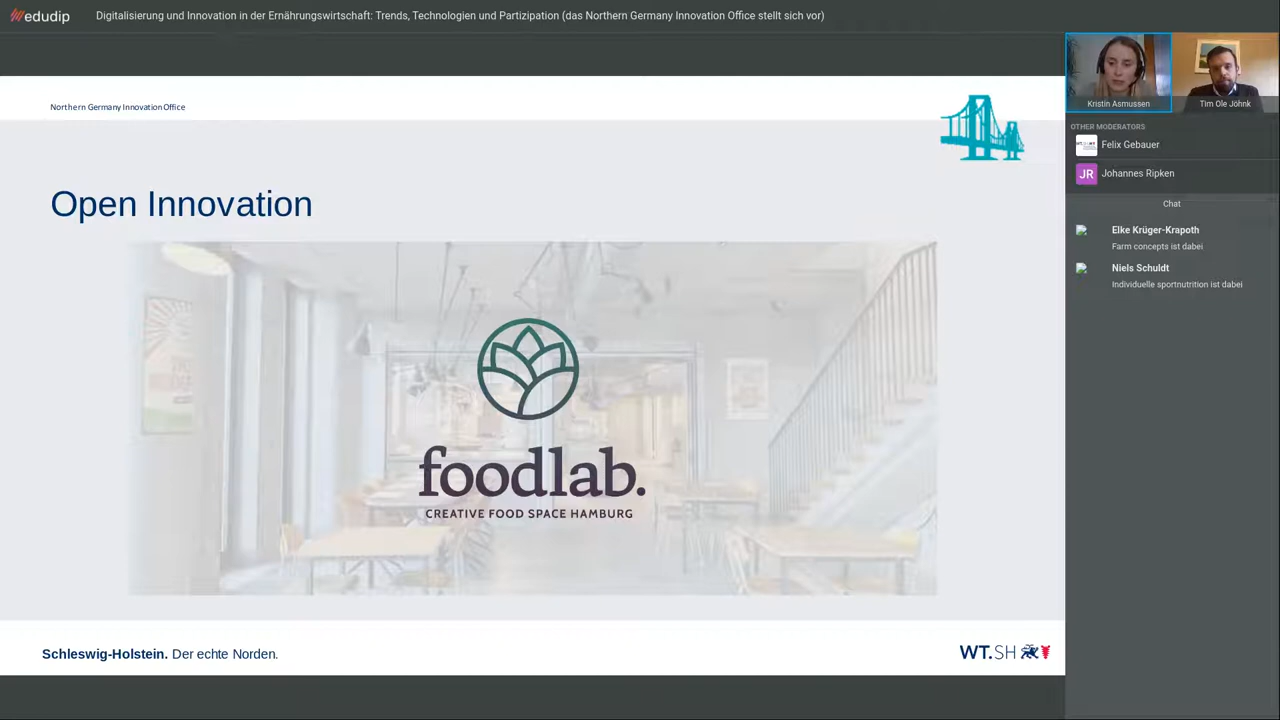 edudip
Digitalisierung und Innovation in der Ernährungswirtschaft: Trends, Technologien und Partizipation (das Northern Germany Innovation Office stellt sich vor)
Northern Germany Innovation Office
Open Innovation
foodlab.
CREATIVE FOOD SPACE HAMBURG
Schleswig-Holstein. Der echte Norden.
WT.SH
Kristin Asmussen
Tim Ole Jöhnk
OTHER MODERATORS
Felix Gebauer
JR
Johannes Ripken
Chat
Elke Krüger-Krapoth
Farm concepts ist dabei
Niels Schuldt
Individuelle sportnutrition ist dabei